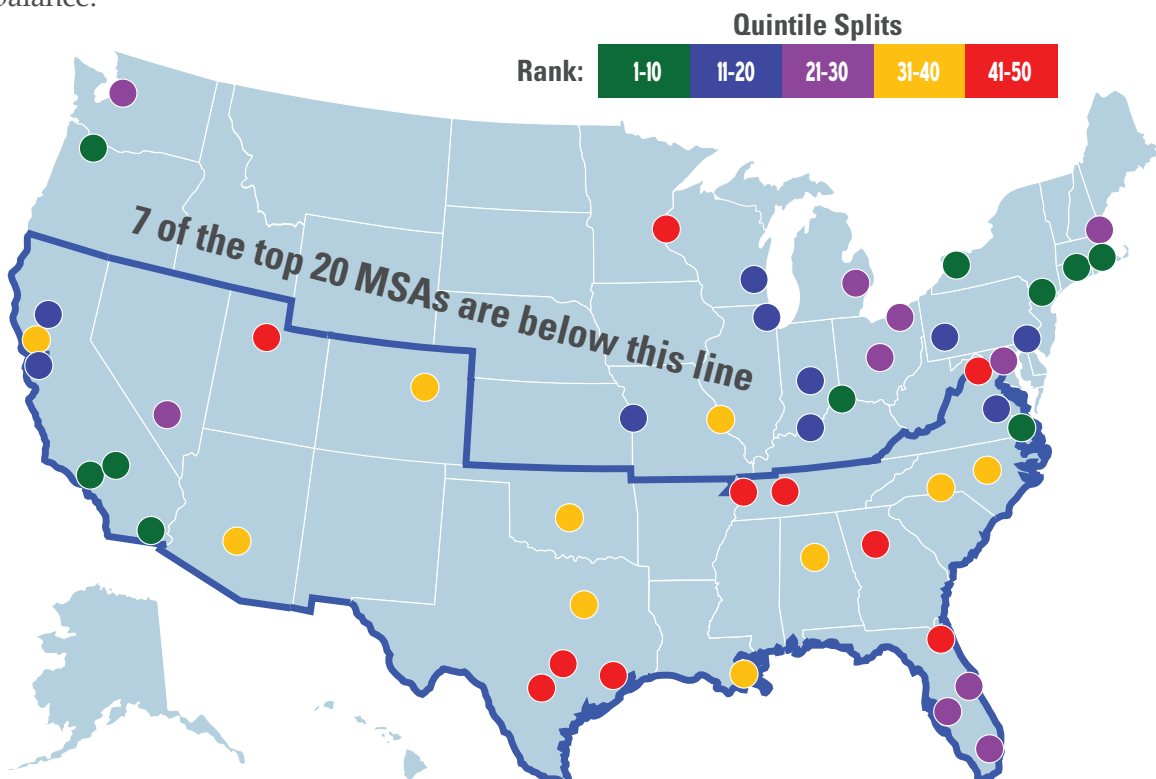 balance.
Quintile Splits
Rank: 1-10 11-20 21-30 31-40 41-50
7 of the top 20 MSAs are below this line